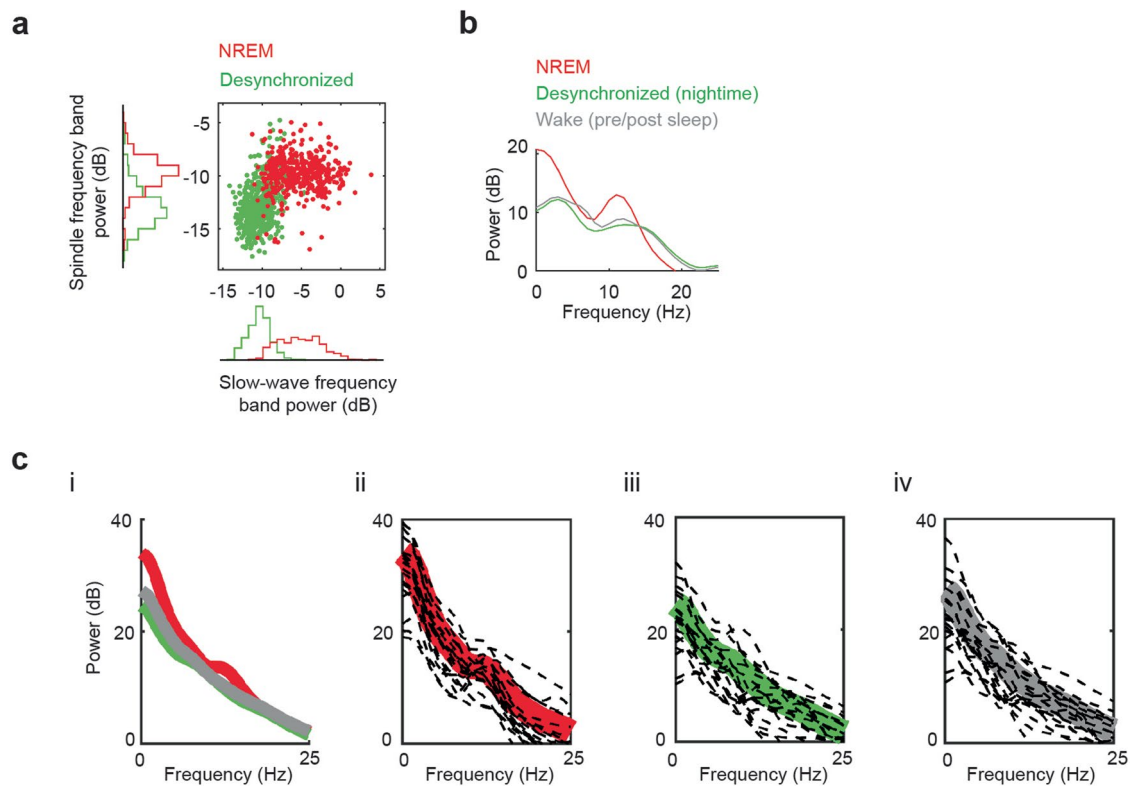 a
NREM
Desynchronized
Spindle frequency band
power (dB)
-5
-10
-15
-15 -10 -5 0 5
Slow-wave frequency
band power (dB)
b
NREM
Desynchronized (nightime)
Wake (pre/post sleep)
Power (dB)
20
10
0
0 20
Frequency (Hz)
c
i
Power (dB)
40
20
0
0 25
Frequency (Hz)
ii
40
20
0
0 25
Frequency (Hz)
iii
40
20
0
0 25
Frequency (Hz)
iv
40
20
0
0 25
Frequency (Hz)